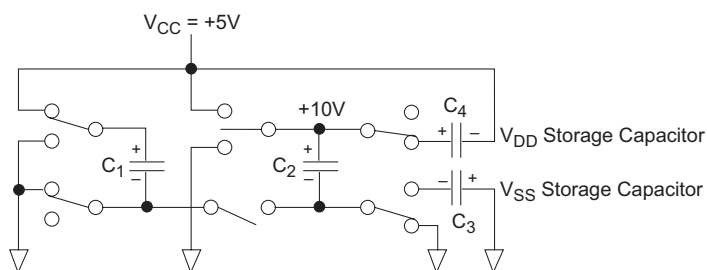 V_CC = +5V
+10V
C_4
+ −
V_DD Storage Capacitor
+
C_1
−
+
C_2
−
− +
V_SS Storage Capacitor
C_3